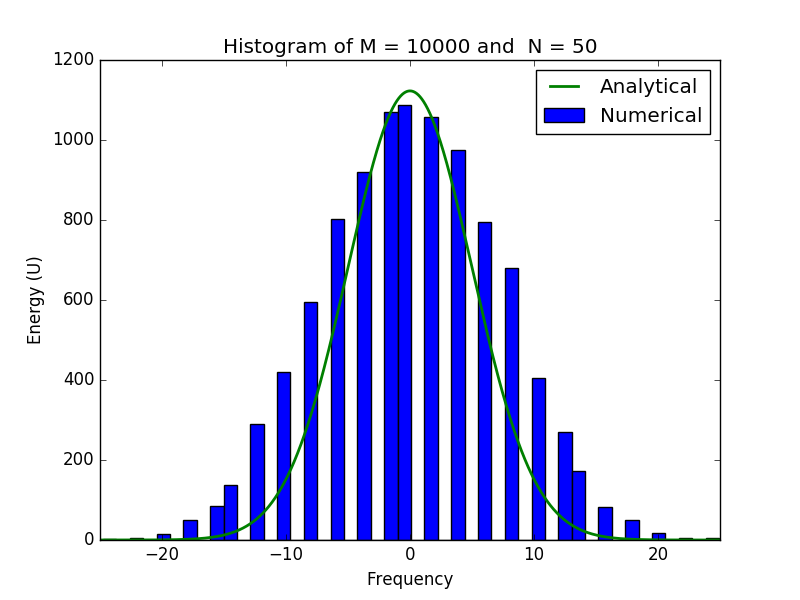 Histogram of M = 10000 and  N = 50
Analytical
Numerical
Energy (U)
1200
1000
800
600
400
200
0
−20 −10 0 10 20
Frequency